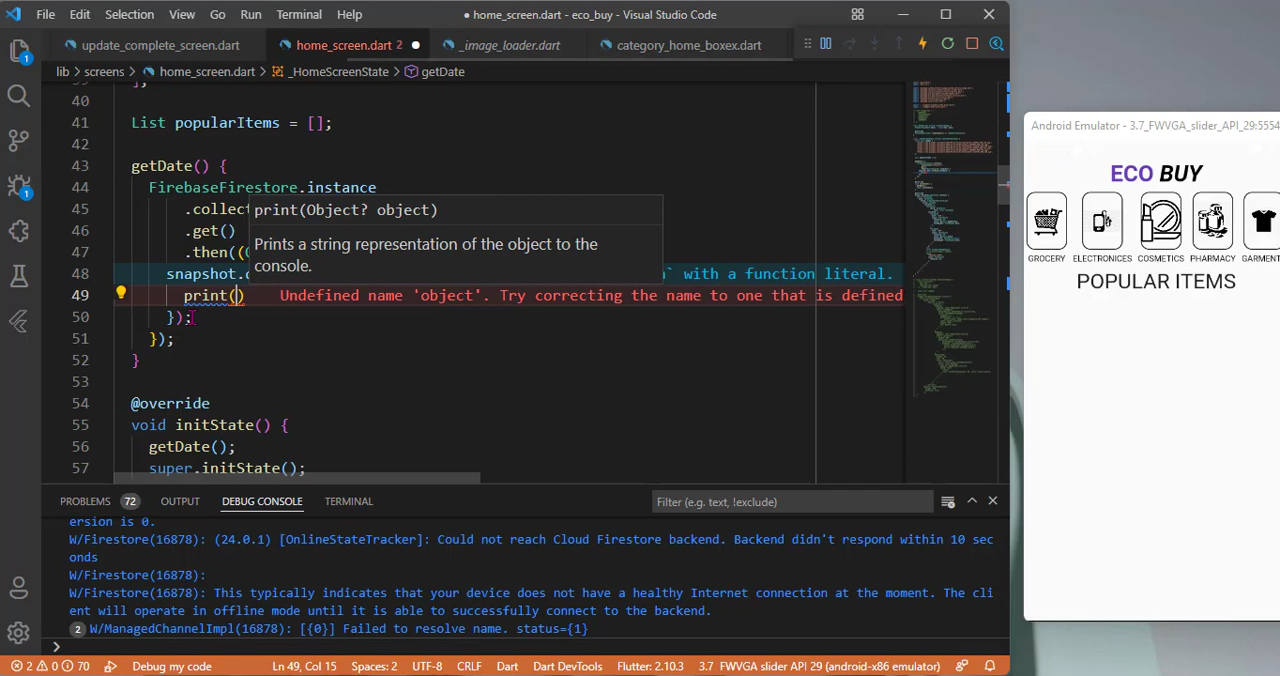 File Edit Selection View Go Run Terminal Help
● home_screen.dart - eco_buy - Visual Studio Code
update_complete_screen.dart home_screen.dart 2 ● _image_loader.dart category_home_boxex.dart
lib > screens > home_screen.dart > _HomeScreenState > getDate
40
41 List popularItems = [];
42
43 getDate() {
44 FirebaseFirestore.instance
45 .collect
46 .get()
47 .then((
48 snapshot. ` with a function literal.
49 print() Undefined name 'object'. Try correcting the name to one that is defined
50 });
51 });
52 }
53
54 @override
55 void initState() {
56 getDate();
57 super.initState();
print(Object? object)
Prints a string representation of the object to the
console.
PROBLEMS 72 OUTPUT DEBUG CONSOLE TERMINAL
Filter (e.g. text, !exclude)
ersion is 0.
W/Firestore(16878): (24.0.1) [OnlineStateTracker]: Could not reach Cloud Firestore backend. Backend didn't respond within 10 sec
onds
W/Firestore(16878):
W/Firestore(16878): This typically indicates that your device does not have a healthy Internet connection at the moment. The cli
ent will operate in offline mode until it is able to successfully connect to the backend.
2 W/ManagedChannelImpl(16878): [{0}] Failed to resolve name. status={1}
>
2 0 70 Debug my code Ln 49, Col 15 Spaces: 2 UTF-8 CRLF Dart Dart DevTools Flutter: 2.10.3 3.7 FWVGA slider API 29 (android-x86 emulator)
1
1
Android Emulator - 3.7_FWVGA_slider_API_29:5554
ECO BUY
GROCERY ELECTRONICES COSMETICS PHARMACY GARMENT
POPULAR ITEMS